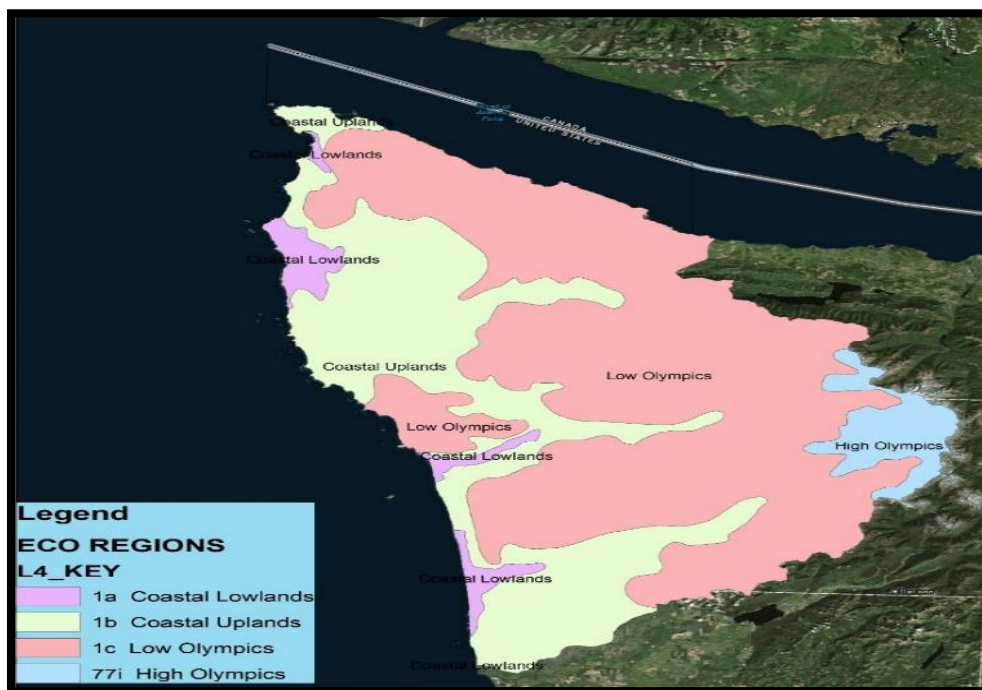 CANADA
UNITED STATES
Coastal Uplands
Coastal Lowlands
Coastal Lowlands
Coastal Uplands
Low Olympics
Low Olympics
Coastal Lowlands
High Olympics
Coastal Lowlands
Coastal Lowlands
Legend
ECO REGIONS
L4_KEY
1a Coastal Lowlands
1b Coastal Uplands
1c Low Olympics
77i High Olympics